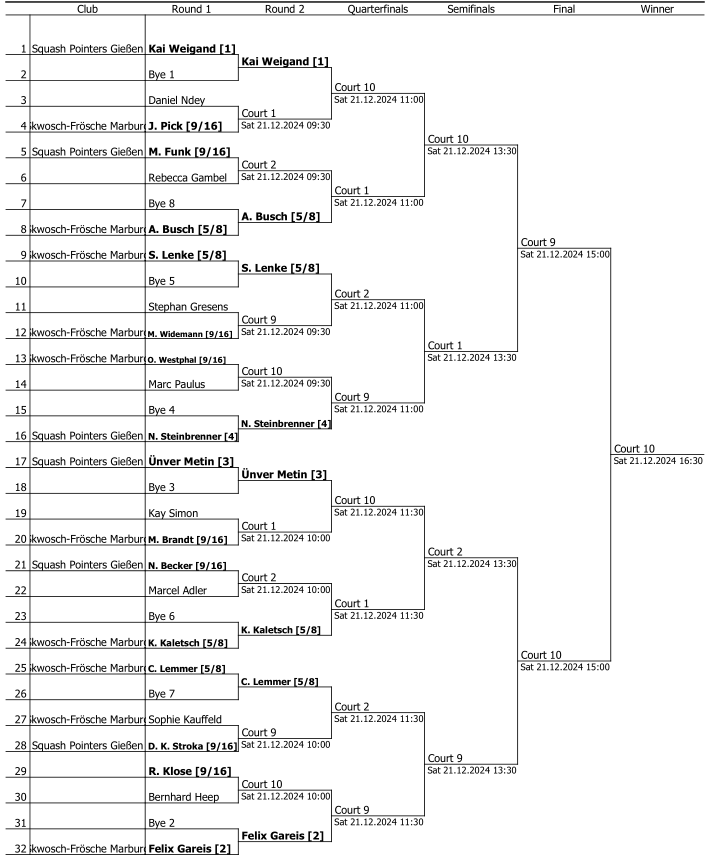 Club Round 1 Round 2 Quarterfinals Semifinals Final Winner
1 Squash Pointers Gießen Kai Weigand [1]
Kai Weigand [1]
2 Bye 1
Court 10
Sat 21.12.2024 11:00
3 Daniel Ndey
Court 1
Sat 21.12.2024 09:30
4 kwosch-Frösche Marbur J. Pick [9/16]
Court 10
Sat 21.12.2024 13:30
5 Squash Pointers Gießen M. Funk [9/16]
Court 2
Sat 21.12.2024 09:30
6 Rebecca Gambel
Court 1
Sat 21.12.2024 11:00
7 Bye 8
A. Busch [5/8]
8 kwosch-Frösche Marbur A. Busch [5/8]
Court 9
Sat 21.12.2024 15:00
9 kwosch-Frösche Marbur S. Lenke [5/8]
S. Lenke [5/8]
10 Bye 5
Court 2
Sat 21.12.2024 11:00
11 Stephan Gresens
Court 9
Sat 21.12.2024 09:30
12 kwosch-Frösche Marbur M. Widemann [9/16]
Court 1
Sat 21.12.2024 13:30
13 kwosch-Frösche Marbur O. Westphal [9/16]
Court 10
Sat 21.12.2024 09:30
14 Marc Paulus
Court 9
Sat 21.12.2024 11:00
15 Bye 4
N. Steinbrenner [4]
16 Squash Pointers Gießen N. Steinbrenner [4]
Court 10
Sat 21.12.2024 16:30
17 Squash Pointers Gießen Ünver Metin [3]
Ünver Metin [3]
18 Bye 3
Court 10
Sat 21.12.2024 11:30
19 Kay Simon
Court 1
Sat 21.12.2024 10:00
20 kwosch-Frösche Marbur M. Brandt [9/16]
Court 2
Sat 21.12.2024 13:30
21 Squash Pointers Gießen N. Becker [9/16]
Court 2
Sat 21.12.2024 10:00
22 Marcel Adler
Court 1
Sat 21.12.2024 11:30
23 Bye 6
K. Kaletsch [5/8]
24 kwosch-Frösche Marbur K. Kaletsch [5/8]
Court 10
Sat 21.12.2024 15:00
25 kwosch-Frösche Marbur C. Lemmer [5/8]
C. Lemmer [5/8]
26 Bye 7
Court 2
Sat 21.12.2024 11:30
27 kwosch-Frösche Marbur Sophie Kauffeld
Court 9
Sat 21.12.2024 10:00
28 Squash Pointers Gießen D. K. Stroka [9/16]
Court 9
Sat 21.12.2024 13:30
29 R. Klose [9/16]
Court 10
Sat 21.12.2024 10:00
30 Bernhard Heep
Court 9
Sat 21.12.2024 11:30
31 Bye 2
Felix Gareis [2]
32 kwosch-Frösche Marbur Felix Gareis [2]